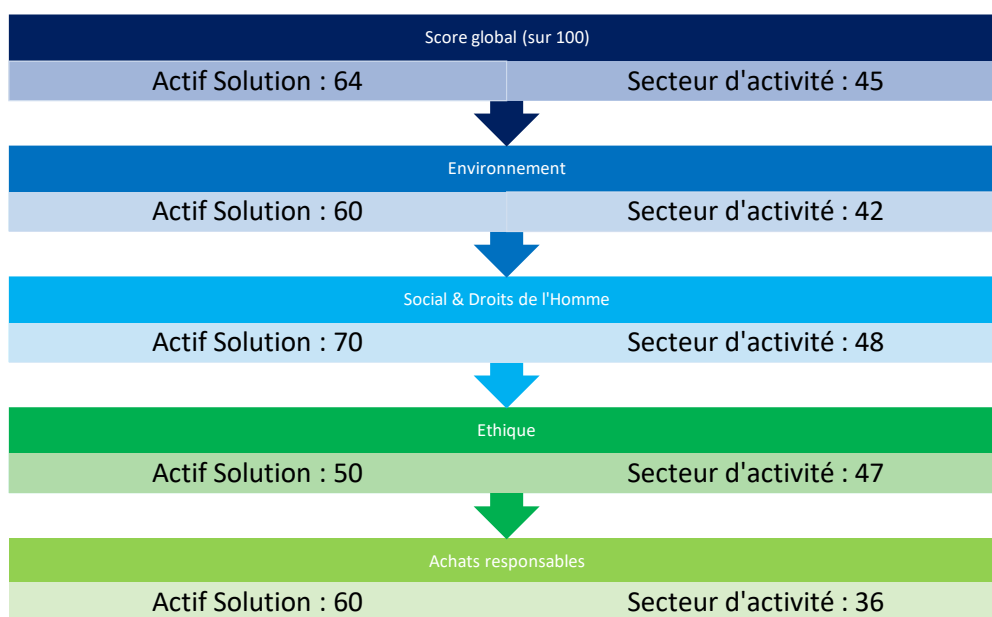 Score global (sur 100)
Actif Solution : 64 Secteur d'activité : 45
Environnement
Actif Solution : 60 Secteur d'activité : 42
Social & Droits de l'Homme
Actif Solution : 70 Secteur d'activité : 48
Ethique
Actif Solution : 50 Secteur d'activité : 47
Achats responsables
Actif Solution : 60 Secteur d'activité : 36